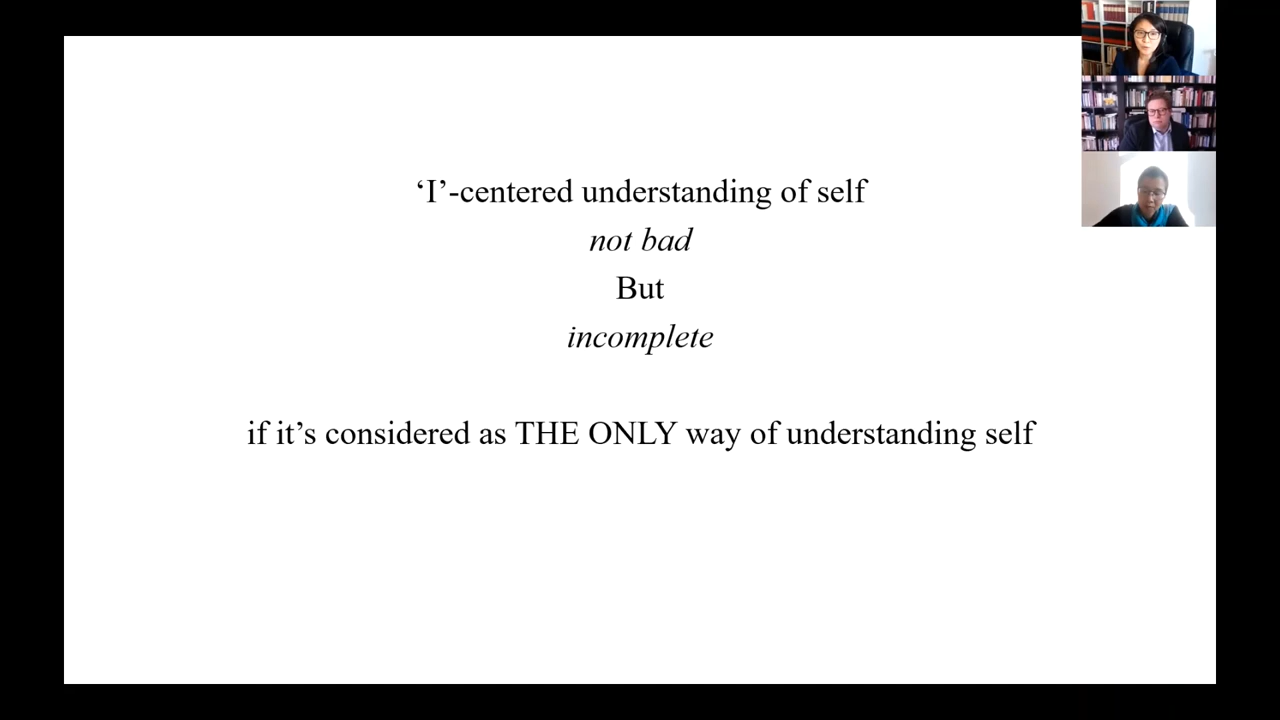 ‘I’-centered understanding of self
not bad
But
incomplete
if it’s considered as THE ONLY way of understanding self